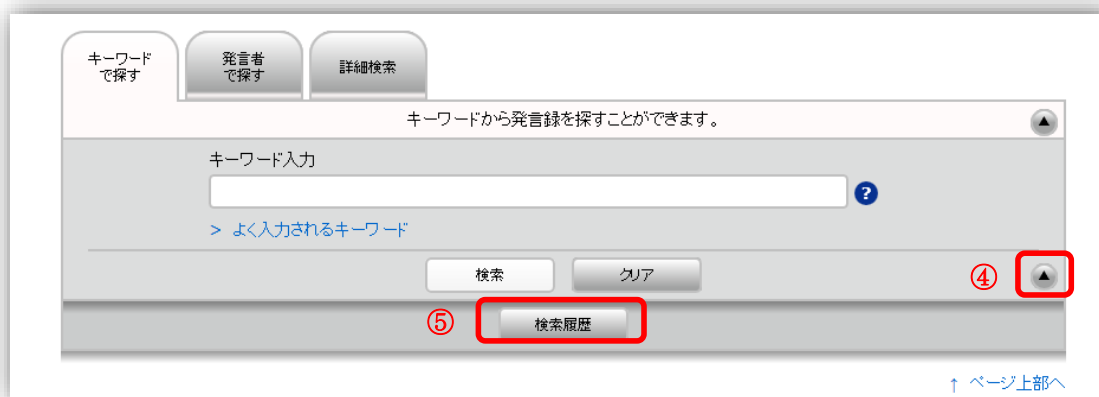 キーワード
で探す
発言者
で探す
詳細検索
キーワードから発言録を探すことができます。
キーワード入力
?
> よく入力されるキーワード
検索
クリア
④
⑤
検索履歴
↑ ページ上部へ